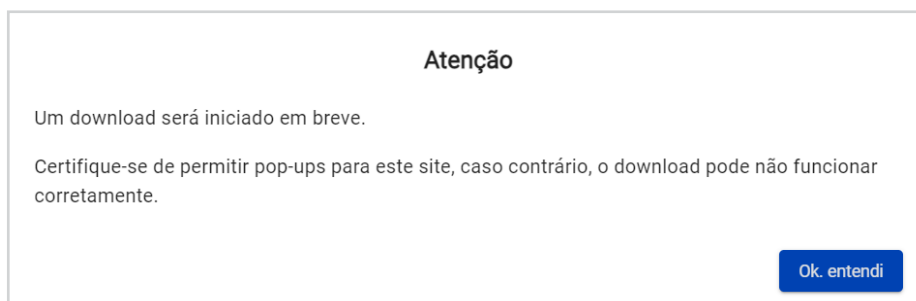 Atenção
Um download será iniciado em breve.
Certifique-se de permitir pop-ups para este site, caso contrário, o download pode não funcionar
corretamente.
Ok. entendi